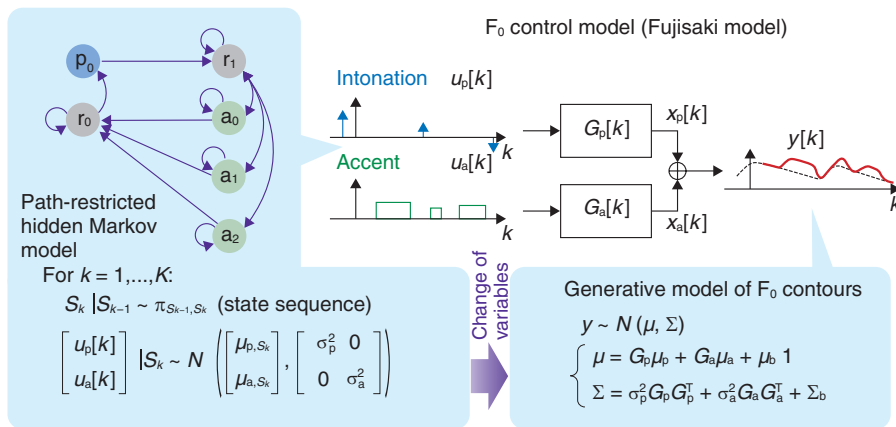 F₀ control model (Fujisaki model)
p₀
r₁
r₀
a₀
a₁
a₂
Path-restricted
hidden Markov
model
Intonation
uₚ[k]
k
Accent
uₐ[k]
k
Gₚ[k]
Gₐ[k]
xₚ[k]
xₐ[k]
y[k]
k
For k = 1,...,K:
Sₖ |Sₖ₋₁ ~ π_{Sₖ₋₁,Sₖ} (state sequence)
[uₚ[k] uₐ[k]] |Sₖ ~ N ([μ_{p,Sₖ} μ_{a,Sₖ}], [σₚ² 0 0 σₐ²])
Change of
variables
Generative model of F₀ contours
y ~ N (μ, Σ)
μ = Gₚμₚ + Gₐμₐ + μ_b 1
Σ = σₚ²GₚGₚᵀ + σₐ²GₐGₐᵀ + Σ_b